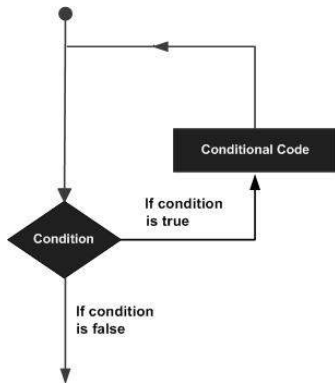 Conditional Code
If condition
is true
Condition
If condition
is false